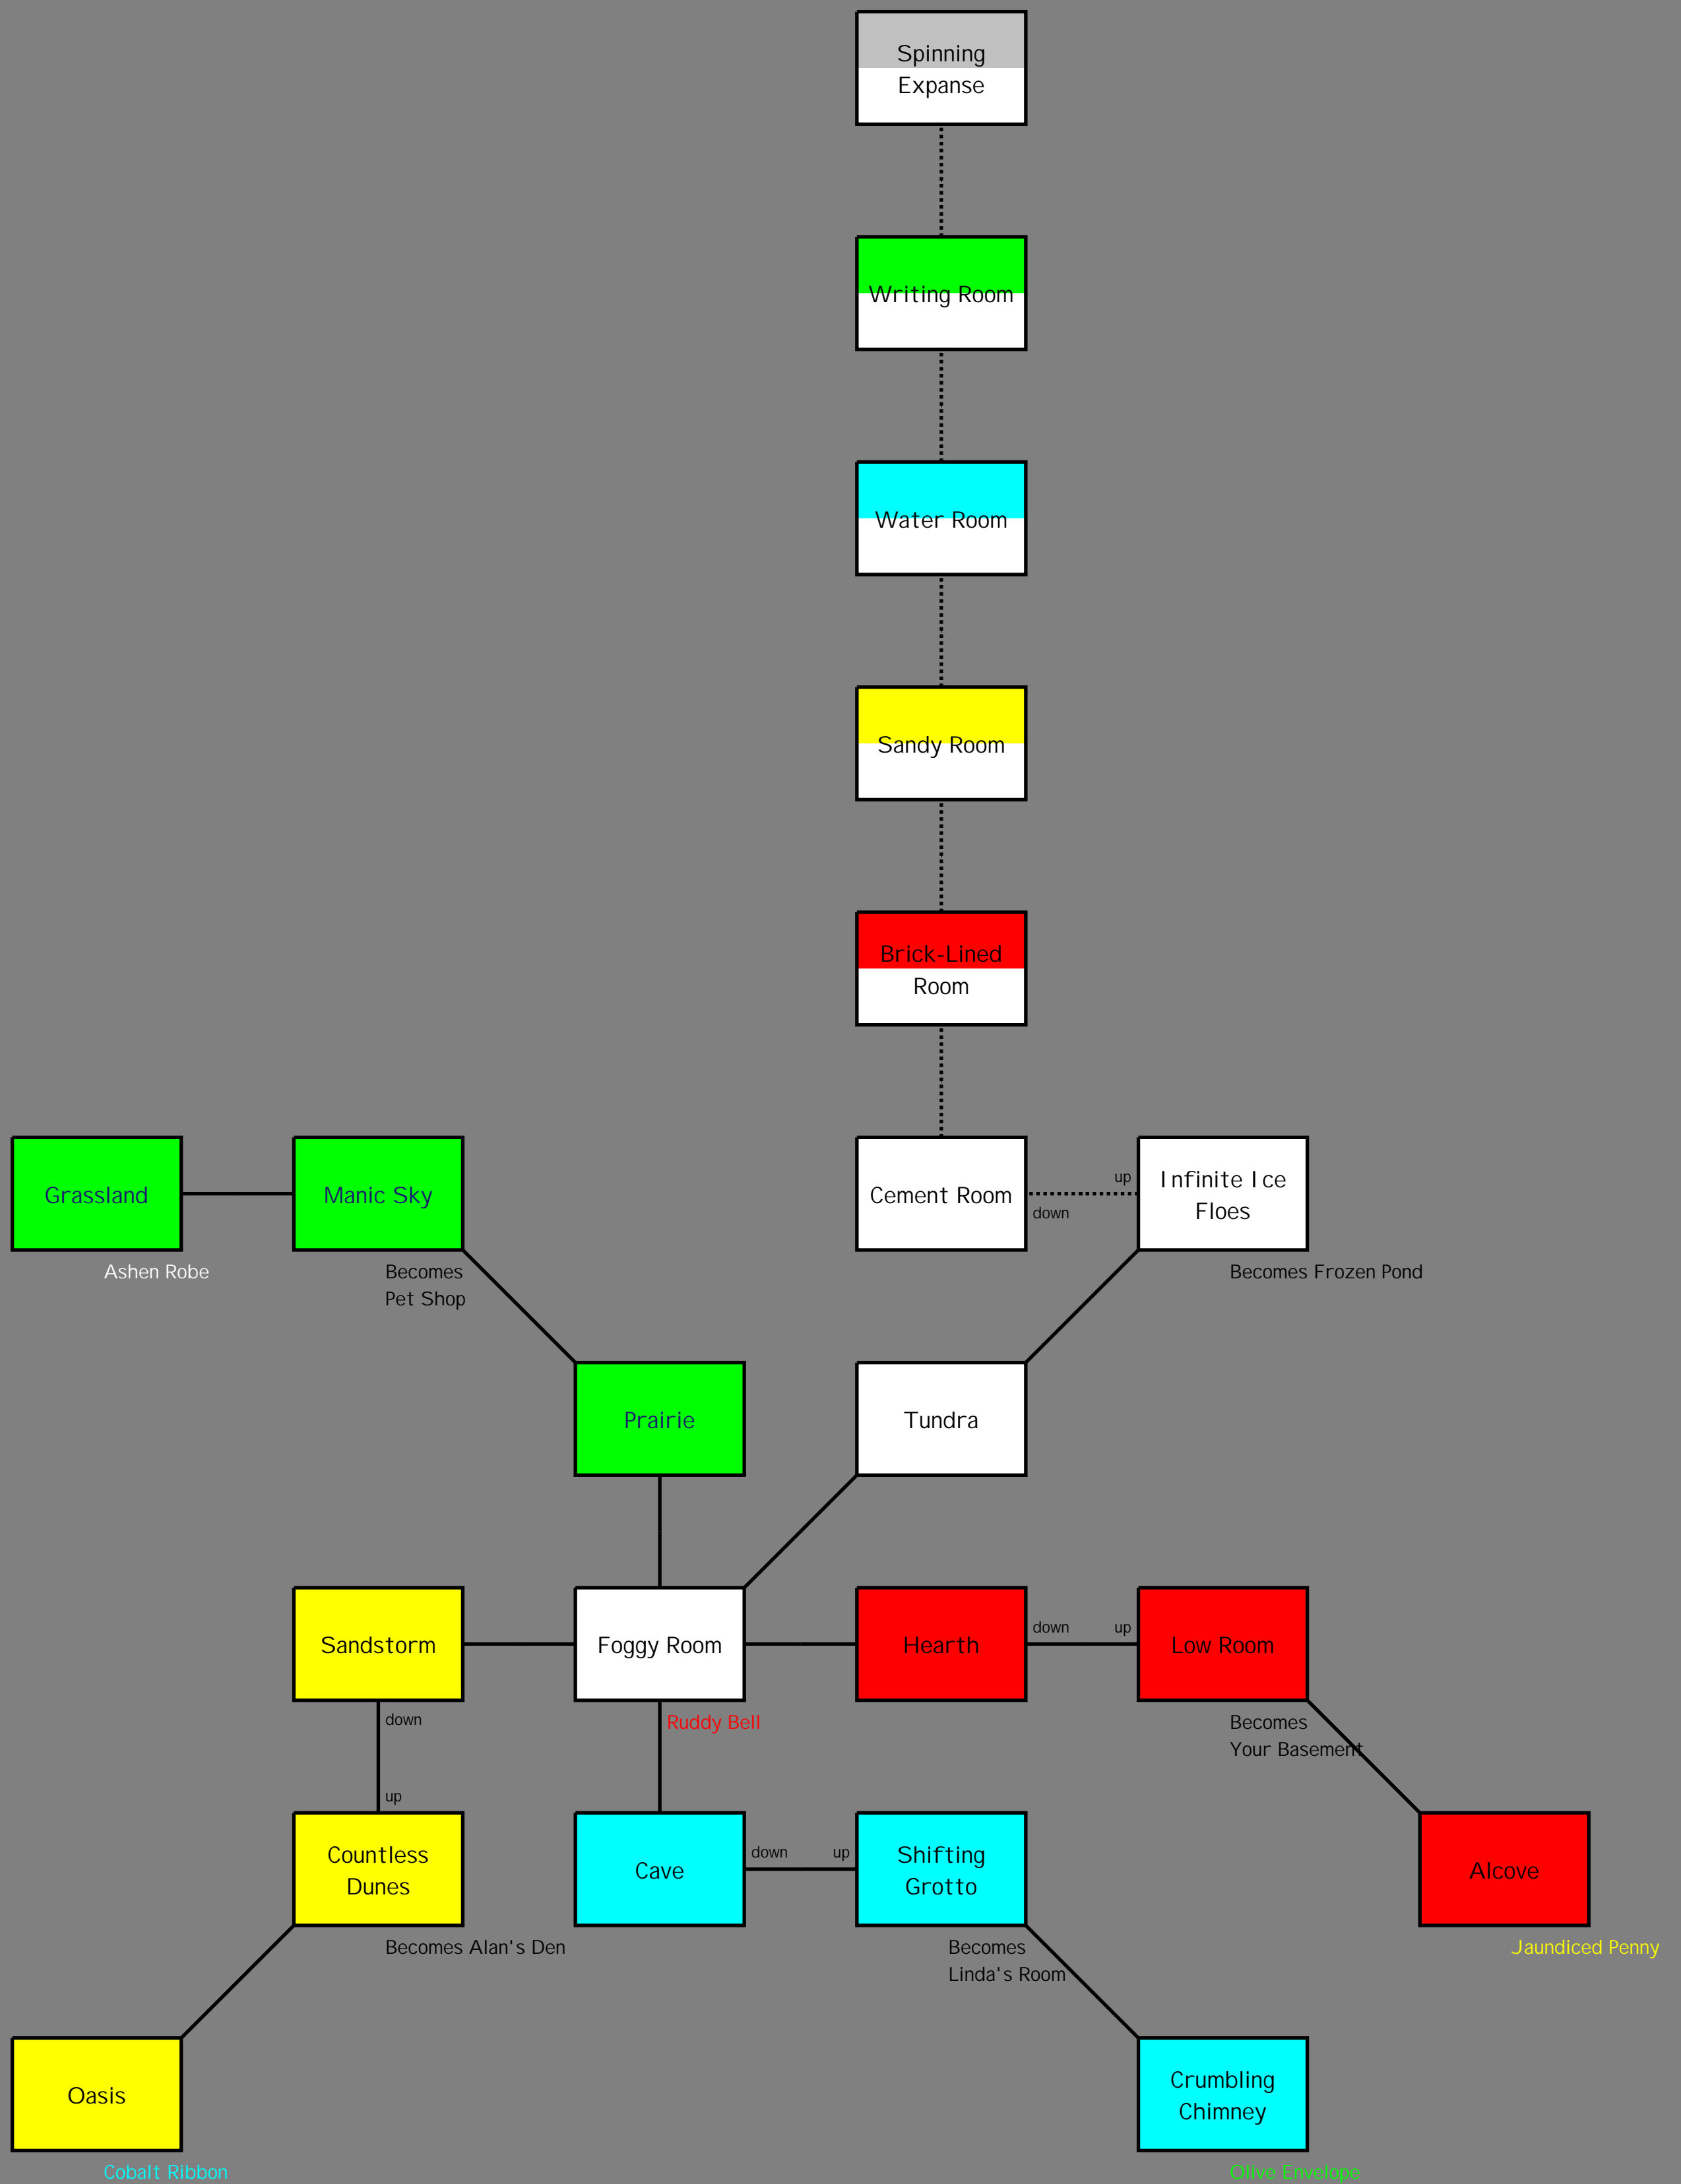 Spinning
Expanse
Writing Room
Water Room
Sandy Room
Brick-Lined
Room
Grassland
Manic Sky
Cement Room
up
down
Infinite Ice
Floes
Ashen Robe
Becomes
Pet Shop
Becomes Frozen Pond
Prairie
Tundra
Sandstorm
Foggy Room
Hearth
down
up
Low Room
down
Ruddy Bell
Becomes
Your Basement
up
Countless
Dunes
Cave
down
up
Shifting
Grotto
Alcove
Becomes Alan's Den
Becomes
Linda's Room
Jaundiced Penny
Oasis
Crumbling
Chimney
Cobalt Ribbon
Olive Envelope